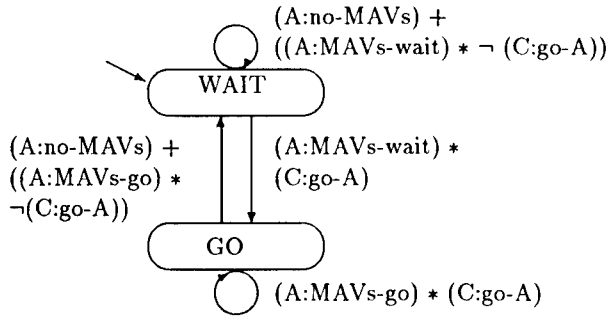 (A:no-MAVs) +
((A:MAVs-wait) * ¬ (C:go-A))
WAIT
(A:no-MAVs) +
((A:MAVs-go) *
¬(C:go-A))
(A:MAVs-wait) *
(C:go-A)
GO
(A:MAVs-go) * (C:go-A)